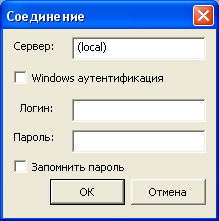 Соединение
Сервер: (local)
Windows аутентификация
Логин:
Пароль:
Запомнить пароль
OK Отмена